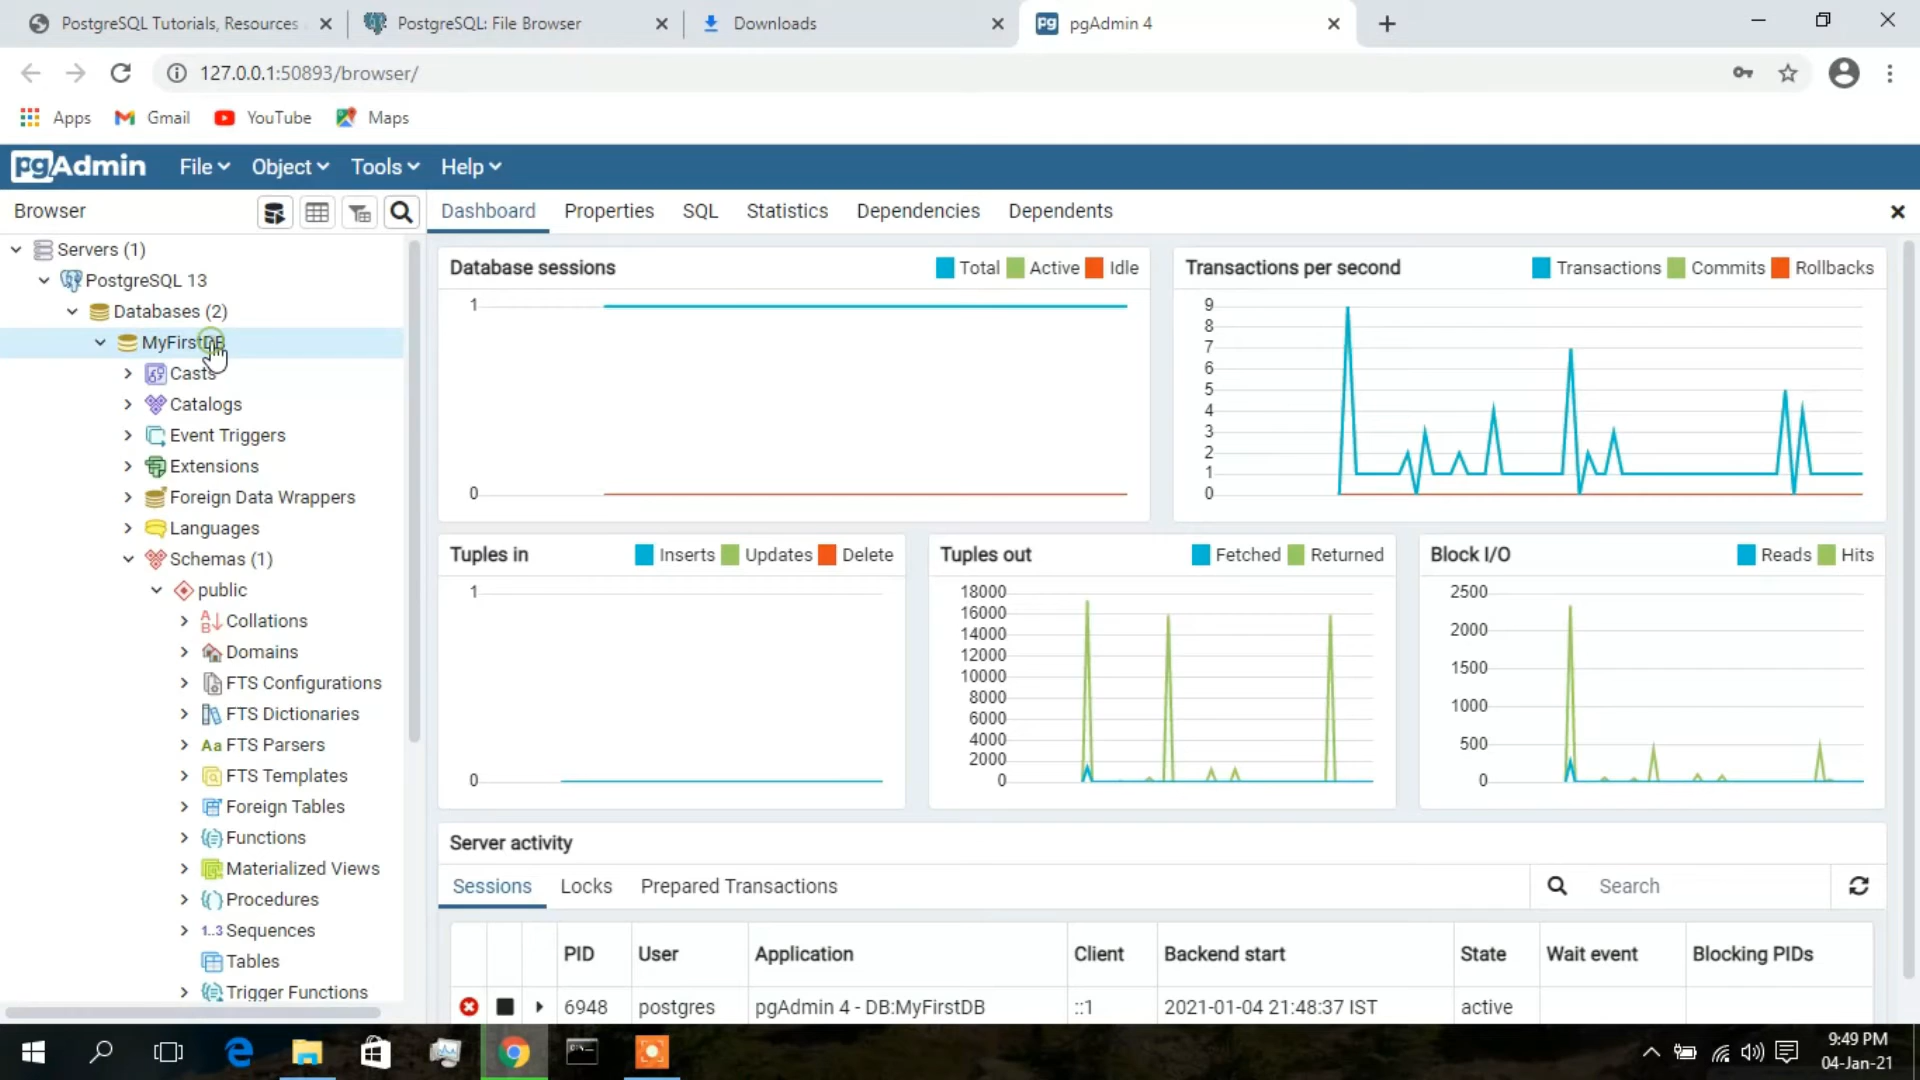 PostgreSQL Tutorials, Resources
PostgreSQL: File Browser
Downloads
pgAdmin 4
127.0.0.1:50893/browser/
Apps
Gmail
YouTube
Maps
pgAdmin
File
Object
Tools
Help
Browser
Dashboard
Properties
SQL
Statistics
Dependencies
Dependents
Servers (1)
PostgreSQL 13
Databases (2)
MyFirstDB
Casts
Catalogs
Event Triggers
Extensions
Foreign Data Wrappers
Languages
Schemas (1)
public
Collations
Domains
FTS Configurations
FTS Dictionaries
Aa FTS Parsers
FTS Templates
Foreign Tables
Functions
Materialized Views
Procedures
1..3 Sequences
Tables
Trigger Functions
Database sessions
Total Active Idle
1
0
Transactions per second
Transactions Commits Rollbacks
9
8
7
6
5
4
3
2
1
0
Tuples in
Inserts Updates Delete
1
0
Tuples out
Fetched Returned
18000
16000
14000
12000
10000
8000
6000
4000
2000
0
Block I/O
Reads Hits
2500
2000
1500
1000
500
0
Server activity
Sessions
Locks
Prepared Transactions
Search
PID User Application Client Backend start State Wait event Blocking PIDs
6948 postgres pgAdmin 4 - DB:MyFirstDB ::1 2021-01-04 21:48:37 IST active
9:49 PM
04-Jan-21